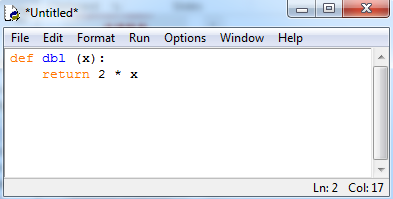 *Untitled*
File Edit Format Run Options Window Help
def dbl (x):
    return 2 * x
Ln: 2 Col: 17